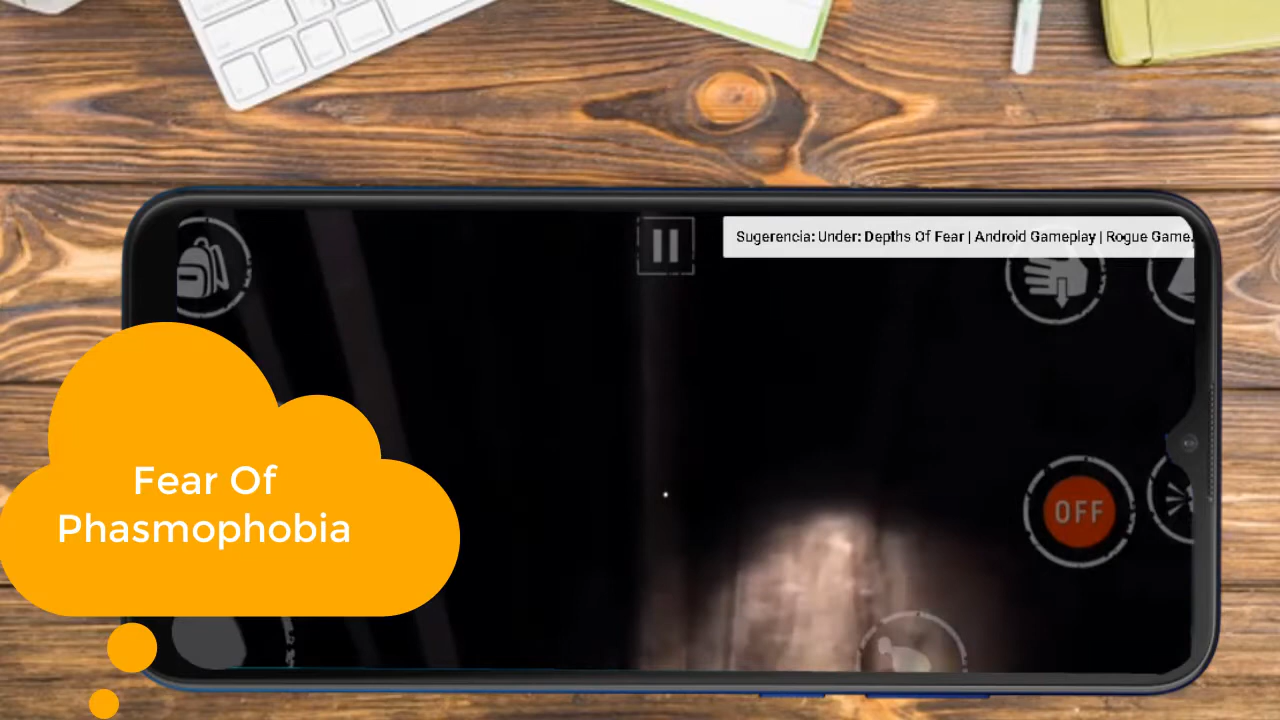 Sugerencia: Under: Depths Of Fear | Android Gameplay | Rogue Game.
OFF
Fear Of
Phasmophobia